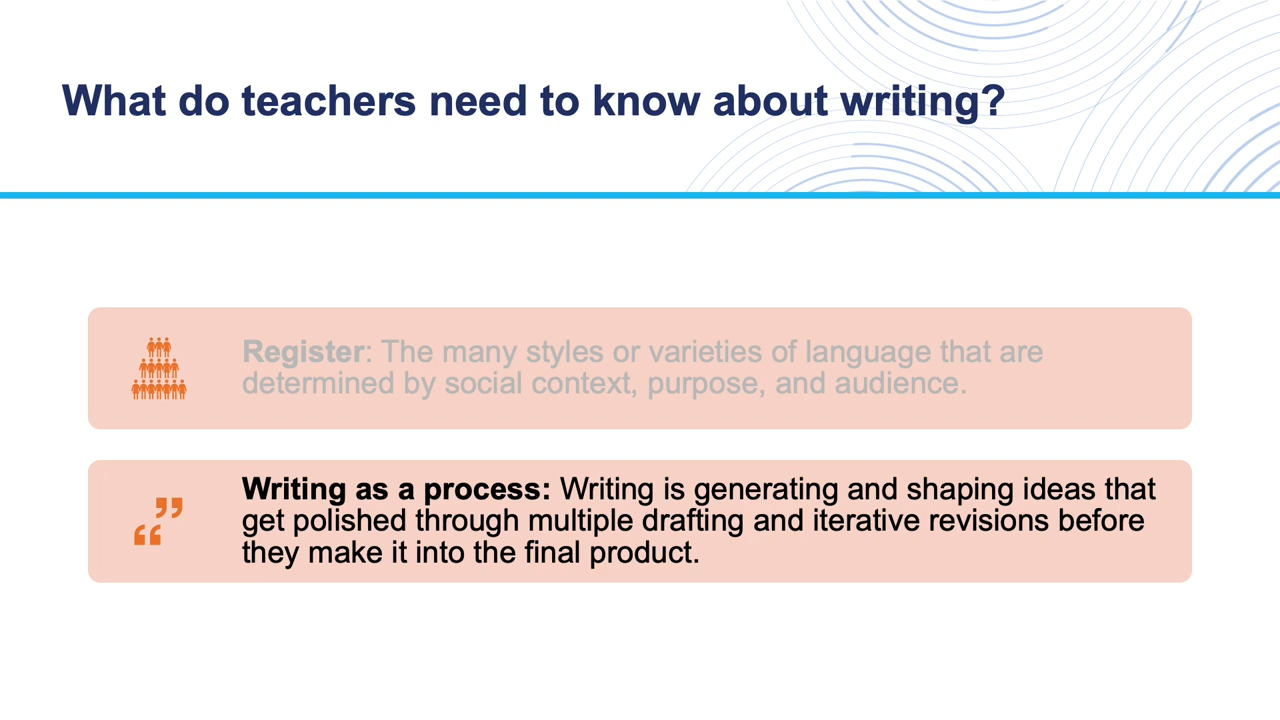 What do teachers need to know about writing?
Register: The many styles or varieties of language that are
determined by social context, purpose, and audience.
Writing as a process: Writing is generating and shaping ideas that
get polished through multiple drafting and iterative revisions before
they make it into the final product.